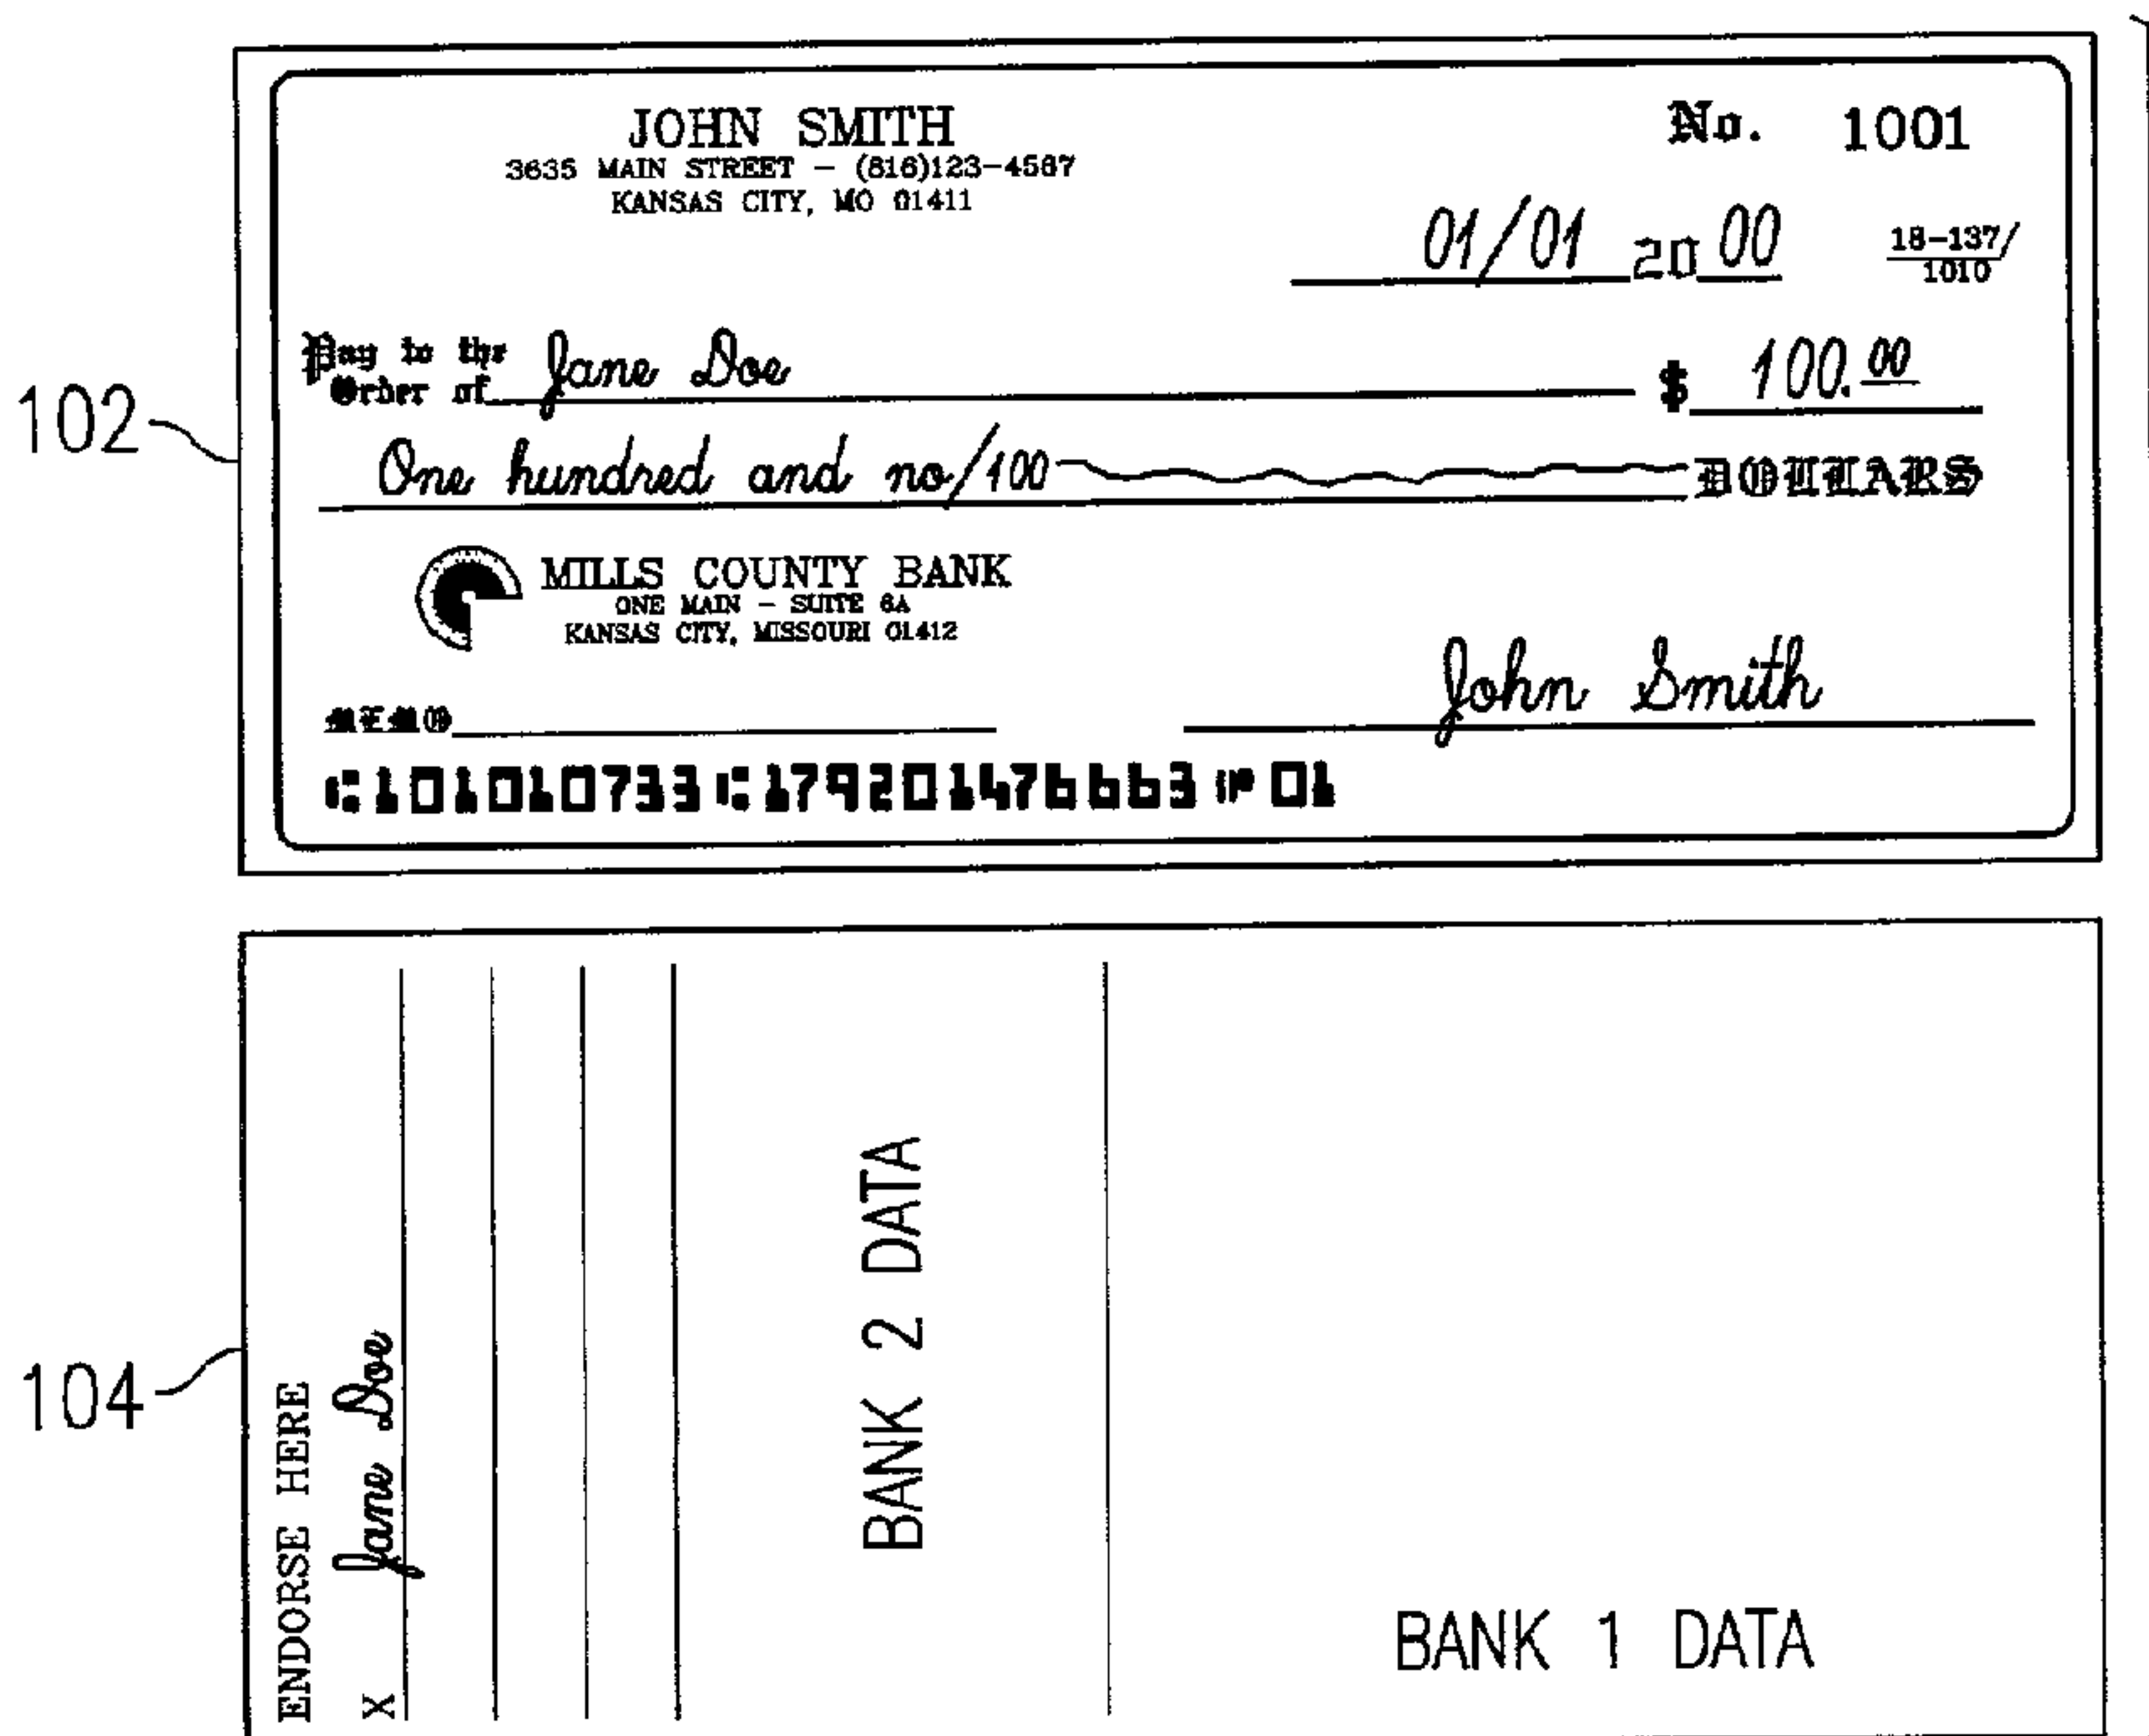 JOHN SMITH
3635 MAIN STREET - (816)123-4567
KANSAS CITY, MO 01411
No. 1001
01/01 20 00
18-137/
1010
Pay to the
Order of Jane Doe $ 100.00
One hundred and no/100 DOLLARS
MILLS COUNTY BANK
ONE MAIN - SUITE 6A
KANSAS CITY, MISSOURI 01412
John Smith
MEMO
⑆101010733⑆179201476663⑈01
102
ENDORSE HERE
X Jane Doe
BANK 2 DATA
BANK 1 DATA
104